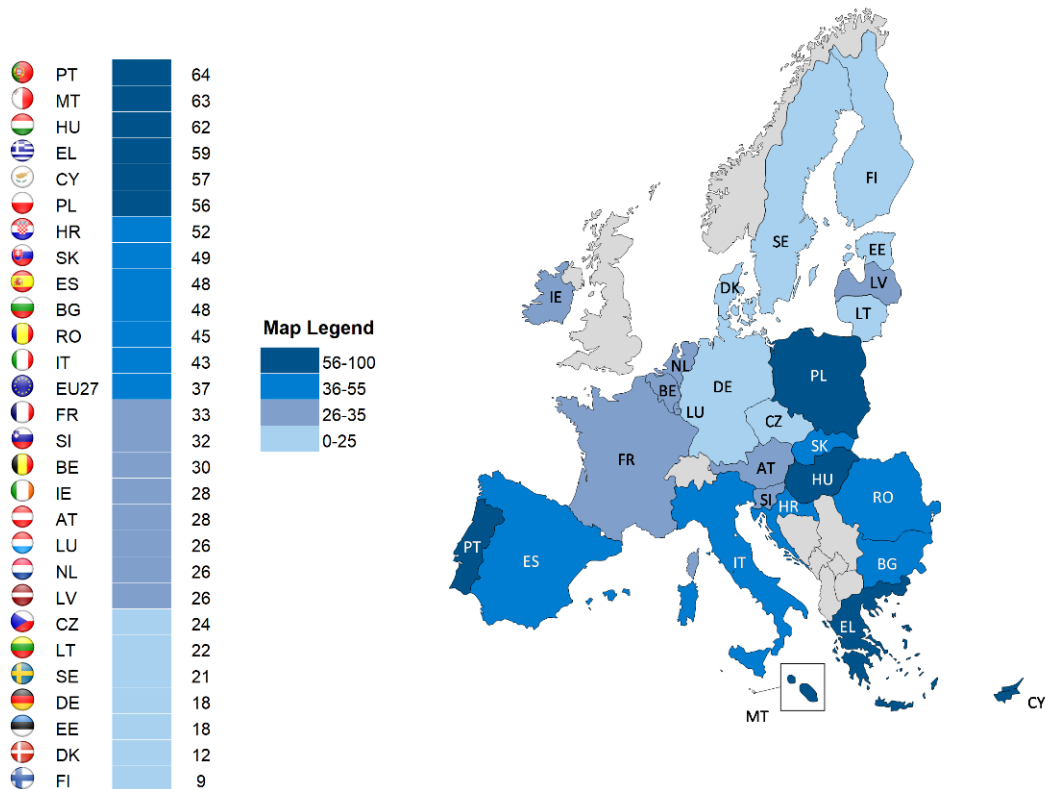 PT 64
MT 63
HU 62
EL 59
CY 57
PL 56
HR 52
SK 49
ES 48
BG 48
RO 45
IT 43
EU27 37
FR 33
SI 32
BE 30
IE 28
AT 28
LU 26
NL 26
LV 26
CZ 24
LT 22
SE 21
DE 18
EE 18
DK 12
FI 9
Map Legend
56-100
36-55
26-35
0-25
FI
SE
EE
LV
DK
LT
IE
NL
DE
PL
BE
LU
CZ
SK
FR
AT
HU
SI
HR
RO
PT
ES
IT
BG
EL
MT
CY